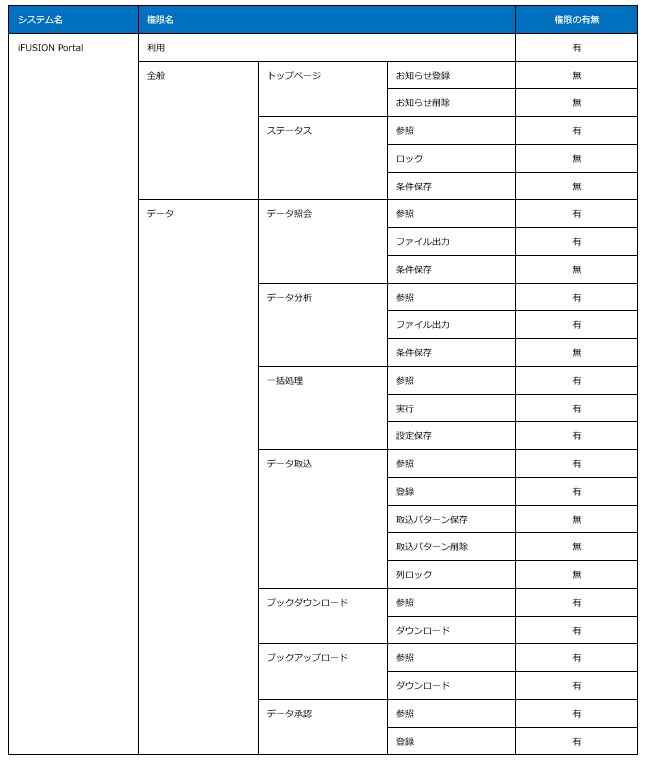 システム名 権限名 権限の有無
iFUSION Portal 利用 有
全般 トップページ お知らせ登録 無
お知らせ削除 無
ステータス 参照 有
ロック 無
条件保存 無
データ データ照会 参照 有
ファイル出力 有
条件保存 無
データ分析 参照 有
ファイル出力 有
条件保存 無
一括処理 参照 有
実行 有
設定保存 有
データ取込 参照 有
登録 有
取込パターン保存 無
取込パターン削除 無
列ロック 無
ブックダウンロード 参照 有
ダウンロード 有
ブックアップロード 参照 有
ダウンロード 有
データ承認 参照 有
登録 有